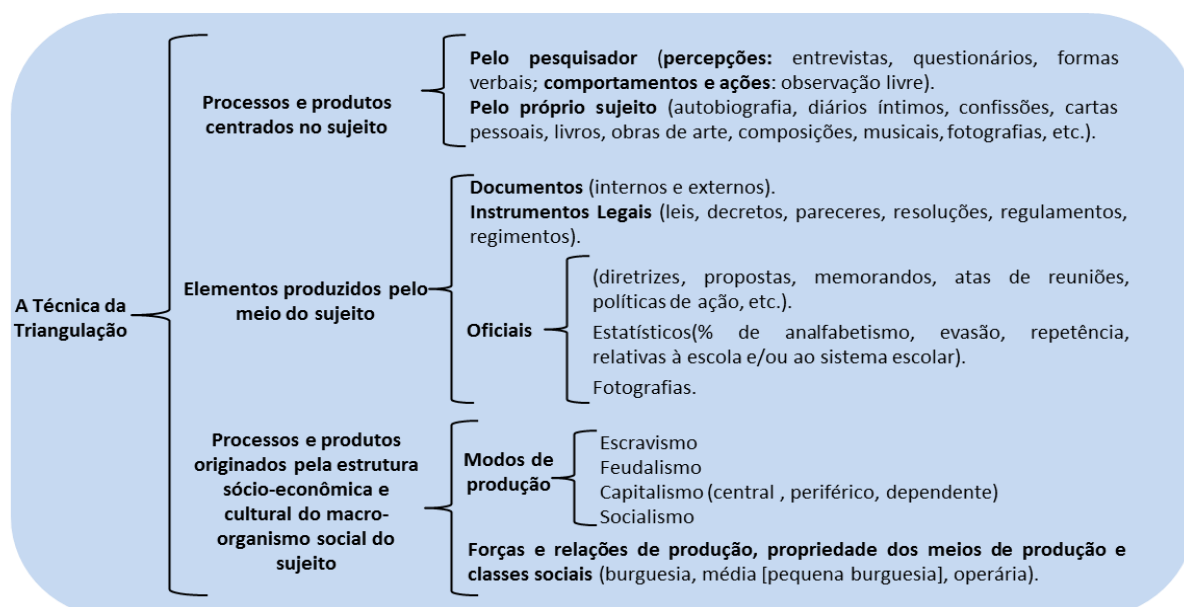 A Técnica da
Triangulação
Processos e produtos
centrados no sujeito
Pelo pesquisador (percepções: entrevistas, questionários, formas
verbais; comportamentos e ações: observação livre).
Pelo próprio sujeito (autobiografia, diários íntimos, confissões, cartas
pessoais, livros, obras de arte, composições, musicais, fotografias, etc.).
Elementos produzidos pelo
meio do sujeito
Documentos (internos e externos).
Instrumentos Legais (leis, decretos, pareceres, resoluções, regulamentos,
regimentos).
Oficiais
(diretrizes, propostas, memorandos, atas de reuniões,
políticas de ação, etc.).
Estatísticos(% de analfabetismo, evasão, repetência,
relativas à escola e/ou ao sistema escolar).
Fotografias.
Processos e produtos
originados pela estrutura
sócio-econômica e
cultural do macro-
organismo social do
sujeito
Modos de
produção
Escravismo
Feudalismo
Capitalismo (central , periférico, dependente)
Socialismo
Forças e relações de produção, propriedade dos meios de produção e
classes sociais (burguesia, média [pequena burguesia], operária).